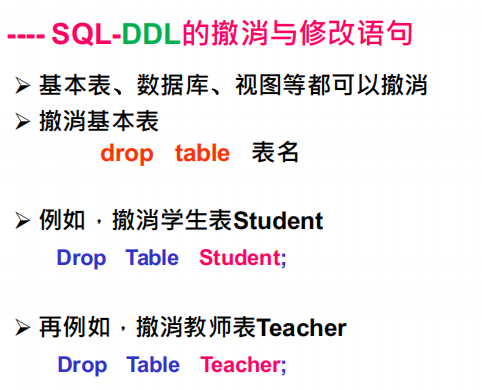 ---- SQL-DDL的撤消与修改语句
➢ 基本表、数据库、视图等都可以撤消
➢ 撤消基本表
drop table 表名
➢ 例如，撤消学生表Student
Drop Table Student;
➢ 再例如，撤消教师表Teacher
Drop Table Teacher;